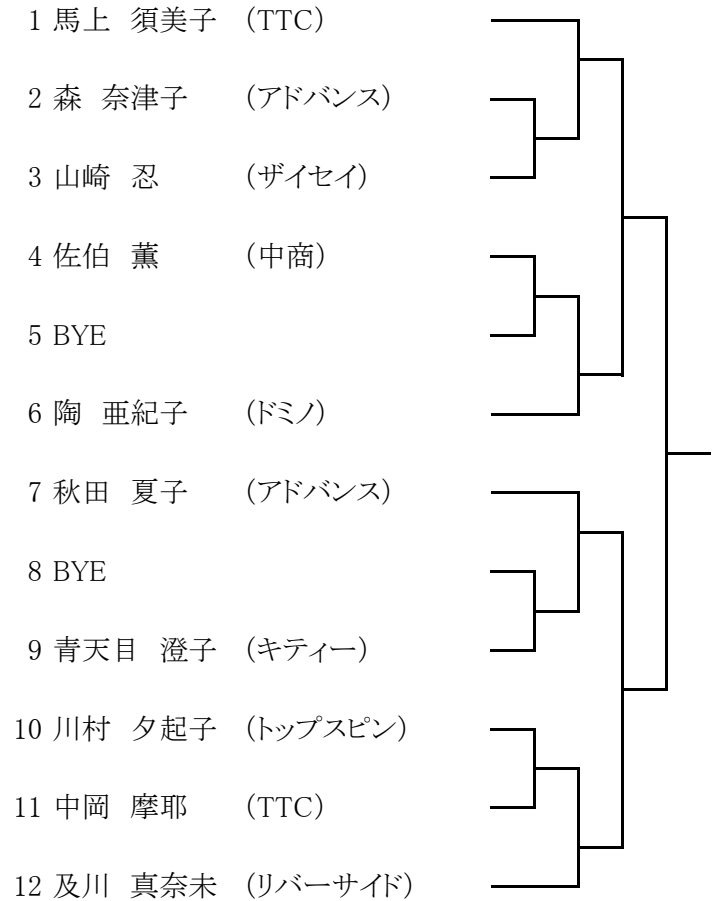 1 馬上 須美子 (TTC)
2 森 奈津子 (アドバンス)
3 山崎 忍 (ザイセイ)
4 佐伯 薫 (中商)
5 BYE
6 陶 亜紀子 (ドミノ)
7 秋田 夏子 (アドバンス)
8 BYE
9 青天目 澄子 (キティー)
10 川村 夕起子 (トップスピン)
11 中岡 摩耶 (TTC)
12 及川 真奈未 (リバーサイド)